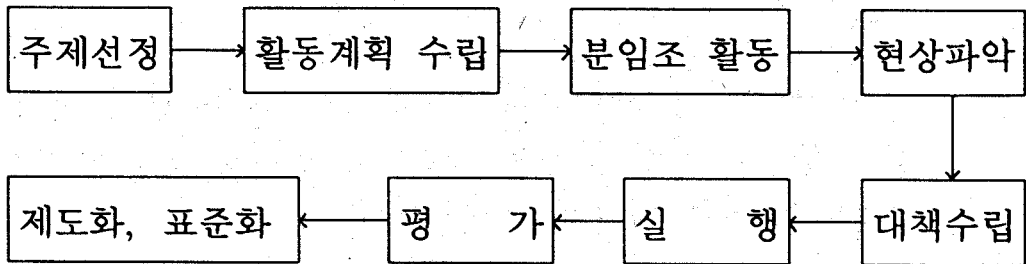 주제선정 활동계획 수립 분임조 활동 현상파악
제도화, 표준화 평 가 실 행 대책수립